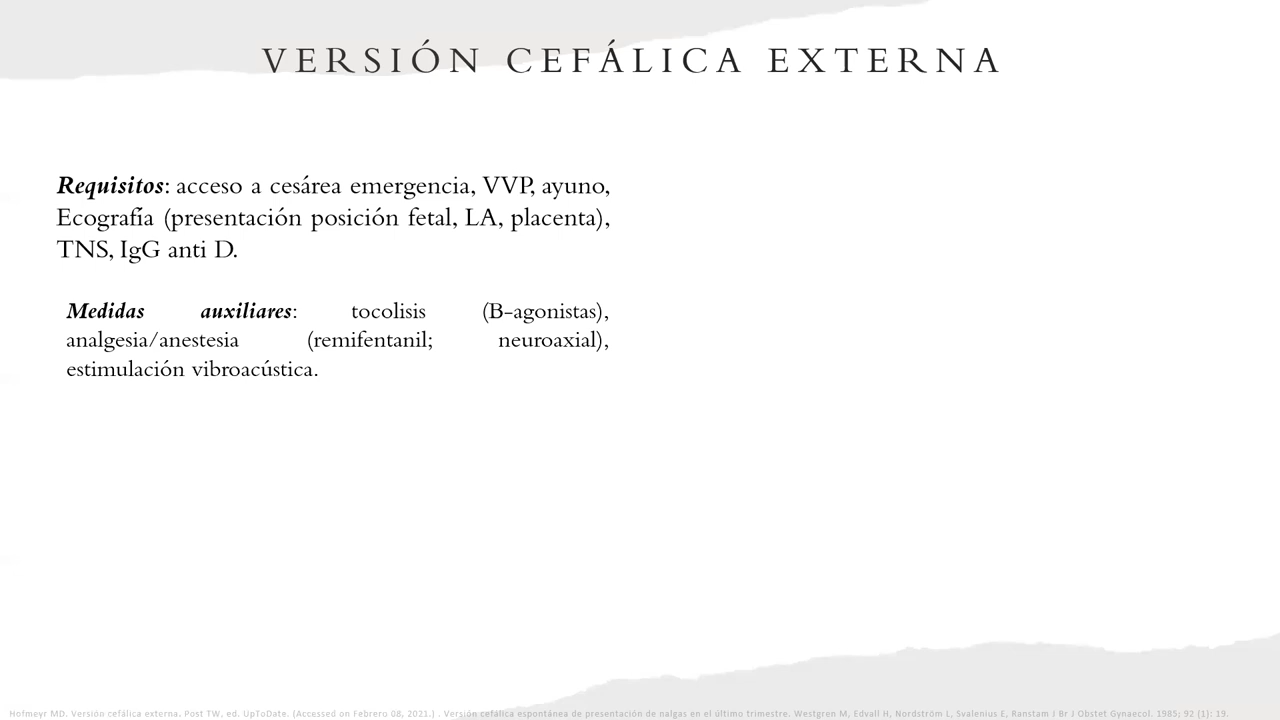 VERSIÓN CEFÁLICA EXTERNA
Requisitos: acceso a cesárea emergencia, VVP, ayuno,
Ecografía (presentación posición fetal, LA, placenta),
TNS, IgG anti D.
Medidas auxiliares: tocolisis (B-agonistas),
analgesia/anestesia (remifentanil; neuroaxial),
estimulación vibroacústica.
Hofmeyr MD. Versión cefálica externa. Post TW, ed. UpToDate. (Accessed on Febrero 08, 2021.) . Versión cefálica espontánea de presentación de nalgas en el último trimestre. Westgren M, Edvall H, Nordström L, Svalenius E, Ranstam J Br J Obstet Gynaecol. 1985; 92 (1): 19.